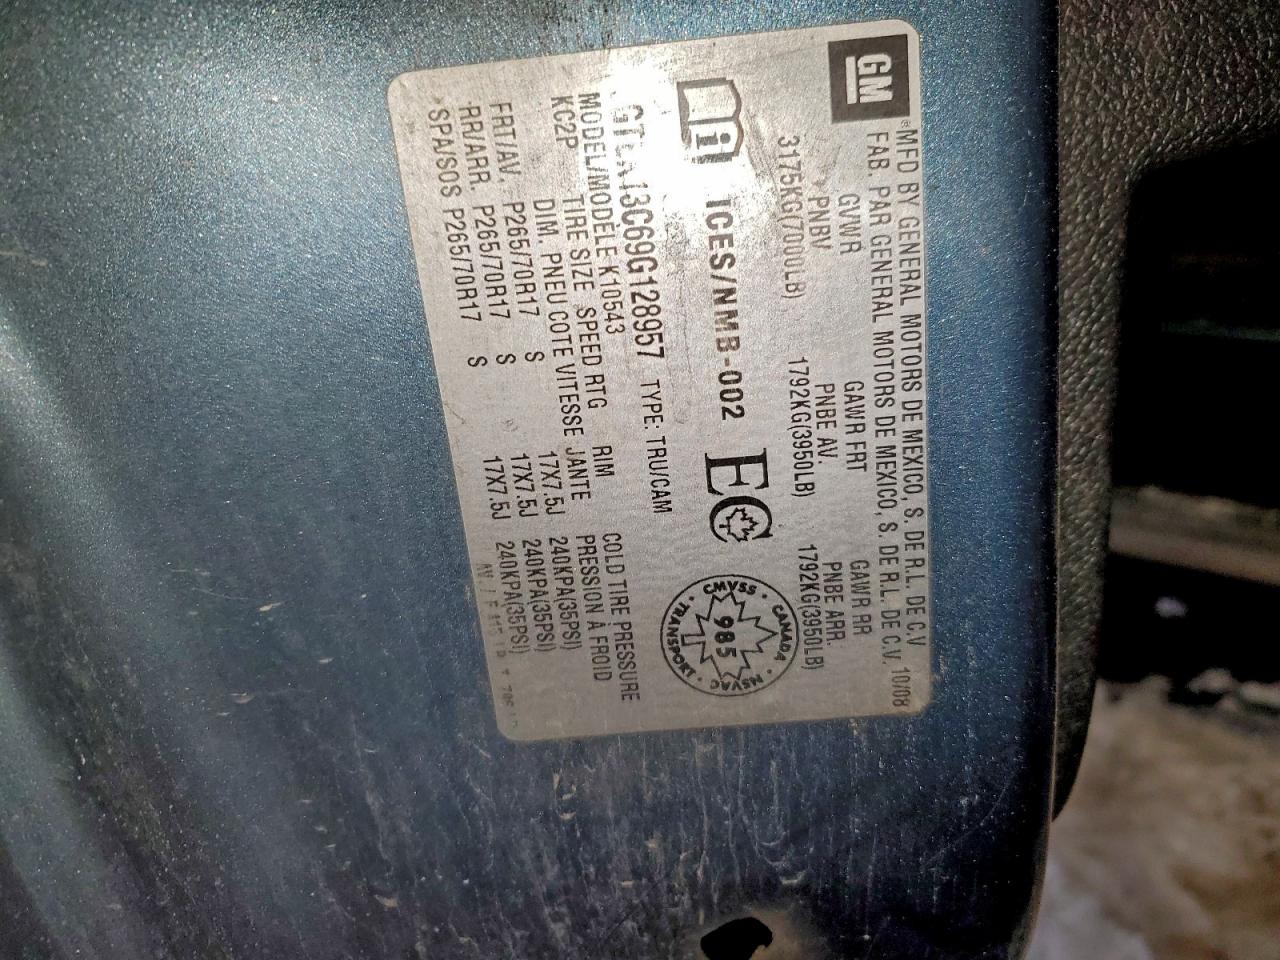 GM
®MFD BY GENERAL MOTORS DE MEXICO, S. DE R.L. DE C.V
FAB. PAR GENERAL MOTORS DE MEXICO, S. DE R.L. DE C.V. 10/08
GVWR GAWR FRT GAWR RR
PNBV PNBE AV. PNBE ARR.
3175KG(7000LB) 1792KG(3950LB) 1792KG(3950LB)
i ICES/NMB-002 EC
CMVSS · CANADA · NSVAC · TRANSPORT · 985
C69G128957 TYPE: TRU/CAM
MODEL/MODELE K10543
KC2P TIRE SIZE SPEED RTG RIM COLD TIRE PRESSURE
DIM. PNEU COTE VITESSE JANTE PRESSION À FROID
FRT/AV. P265/70R17 S 17X7.5J 240KPA(35PSI)
RR/ARR. P265/70R17 S 17X7.5J 240KPA(35PSI)
SPA/SOS P265/70R17 S 17X7.5J 240KPA(35PSI)